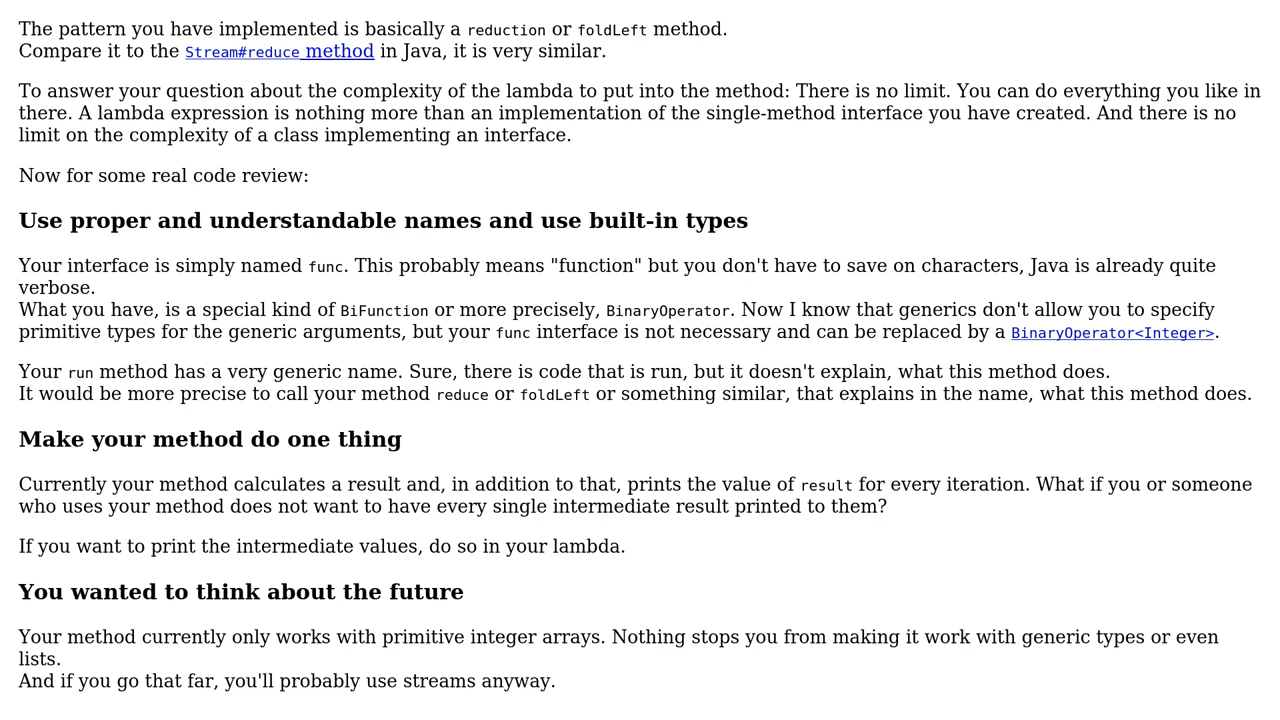 The pattern you have implemented is basically a reduction or foldLeft method.
Compare it to the Stream#reduce method in Java, it is very similar.
To answer your question about the complexity of the lambda to put into the method: There is no limit. You can do everything you like in
there. A lambda expression is nothing more than an implementation of the single-method interface you have created. And there is no
limit on the complexity of a class implementing an interface.
Now for some real code review:
Use proper and understandable names and use built-in types
Your interface is simply named func. This probably means "function" but you don't have to save on characters, Java is already quite
verbose.
What you have, is a special kind of BiFunction or more precisely, BinaryOperator. Now I know that generics don't allow you to specify
primitive types for the generic arguments, but your func interface is not necessary and can be replaced by a BinaryOperator<Integer>.
Your run method has a very generic name. Sure, there is code that is run, but it doesn't explain, what this method does.
It would be more precise to call your method reduce or foldLeft or something similar, that explains in the name, what this method does.
Make your method do one thing
Currently your method calculates a result and, in addition to that, prints the value of result for every iteration. What if you or someone
who uses your method does not want to have every single intermediate result printed to them?
If you want to print the intermediate values, do so in your lambda.
You wanted to think about the future
Your method currently only works with primitive integer arrays. Nothing stops you from making it work with generic types or even
lists.
And if you go that far, you'll probably use streams anyway.